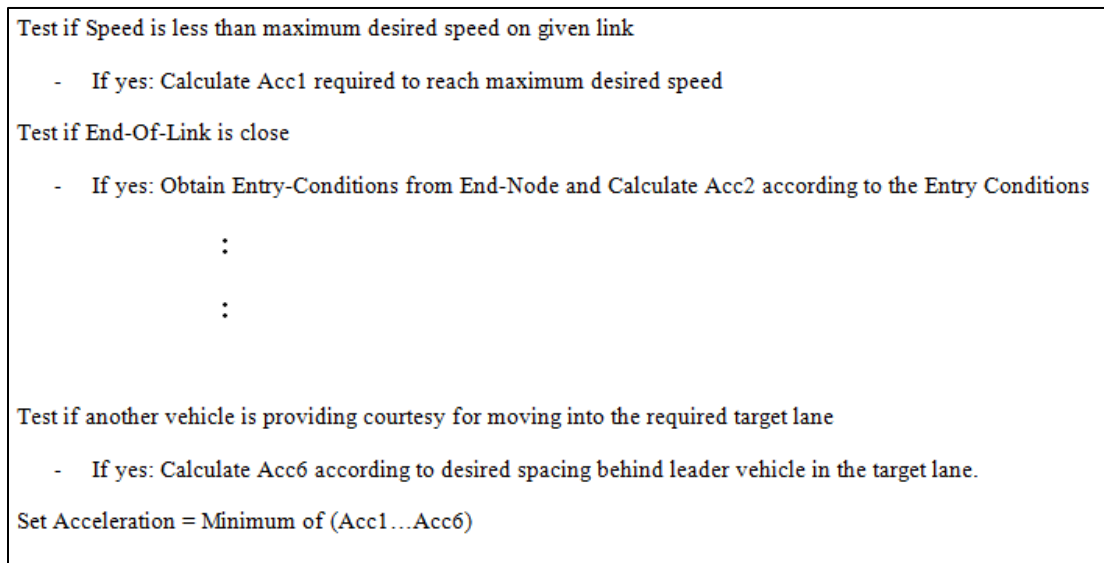 Test if Speed is less than maximum desired speed on given link
- If yes: Calculate Acc1 required to reach maximum desired speed
Test if End-Of-Link is close
- If yes: Obtain Entry-Conditions from End-Node and Calculate Acc2 according to the Entry Conditions
:
:
Test if another vehicle is providing courtesy for moving into the required target lane
- If yes: Calculate Acc6 according to desired spacing behind leader vehicle in the target lane.
Set Acceleration = Minimum of (Acc1…Acc6)